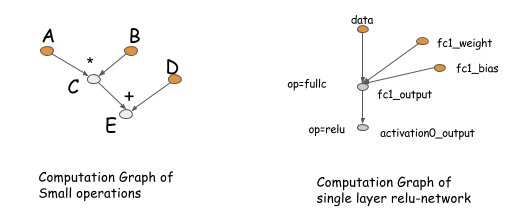 A
B
*
C
D
+
E
Computation Graph of
Small operations
data
fc1_weight
fc1_bias
op=fullc
fc1_output
op=relu
activation0_output
Computation Graph of
single layer relu-network